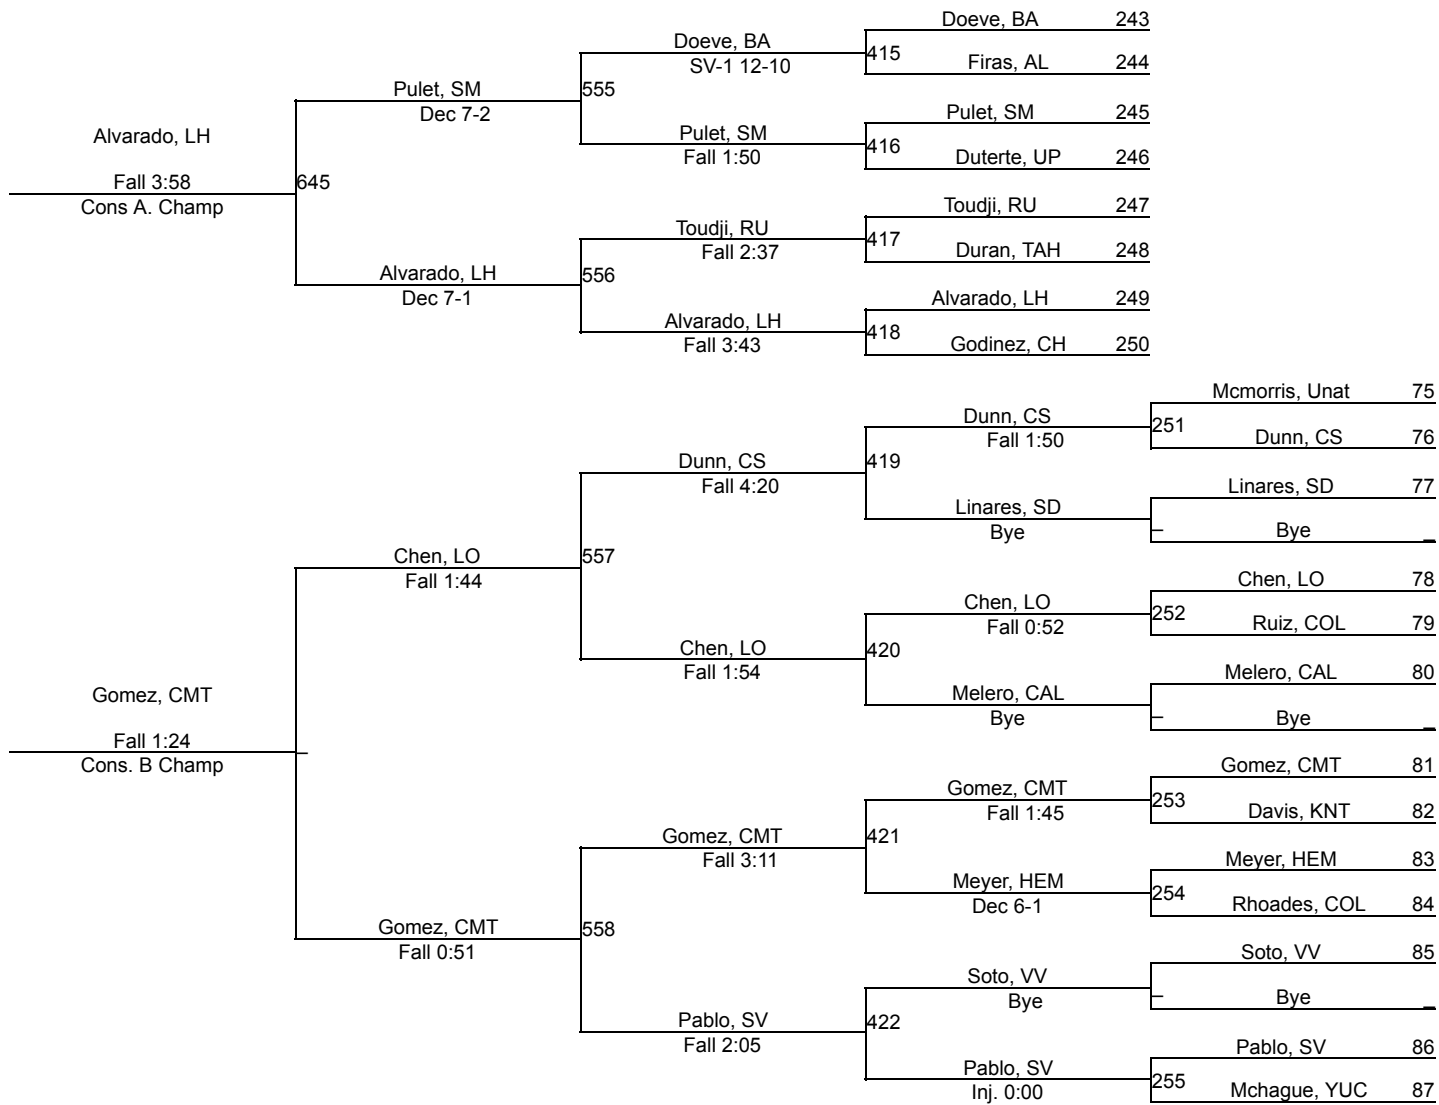 Doeve, BA 243
Doeve, BA
SV-1 12-10
415
Firas, AL 244
Pulet, SM
Dec 7-2
555
Pulet, SM 245
Pulet, SM
Fall 1:50
416
Duterte, UP 246
Alvarado, LH
Fall 3:58
Cons A. Champ
645
Toudji, RU 247
Toudji, RU
Fall 2:37
417
Duran, TAH 248
Alvarado, LH
Dec 7-1
556
Alvarado, LH 249
Alvarado, LH
Fall 3:43
418
Godinez, CH 250
Mcmorris, Unat 75
Dunn, CS
Fall 1:50
251
Dunn, CS 76
Dunn, CS
Fall 4:20
419
Linares, SD 77
Linares, SD
Bye
_
Bye _
Chen, LO
Fall 1:44
557
Chen, LO 78
Chen, LO
Fall 0:52
252
Ruiz, COL 79
Chen, LO
Fall 1:54
420
Melero, CAL 80
Melero, CAL
Bye
_
Bye _
Gomez, CMT
Fall 1:24
Cons. B Champ
_
Gomez, CMT 81
Gomez, CMT
Fall 1:45
253
Davis, KNT 82
Gomez, CMT
Fall 3:11
421
Meyer, HEM 83
Meyer, HEM
Dec 6-1
254
Rhoades, COL 84
Gomez, CMT
Fall 0:51
558
Soto, VV 85
Soto, VV
Bye
_
Bye _
Pablo, SV
Fall 2:05
422
Pablo, SV 86
Pablo, SV
Inj. 0:00
255
Mchague, YUC 87